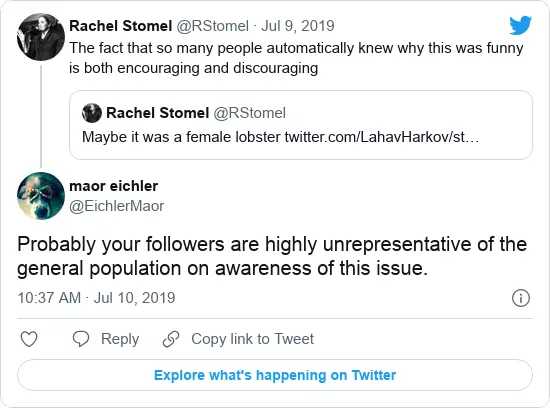 Rachel Stomel @RStomel · Jul 9, 2019
The fact that so many people automatically knew why this was funny
is both encouraging and discouraging
Rachel Stomel @RStomel
Maybe it was a female lobster twitter.com/LahavHarkov/st…
maor eichler
@EichlerMaor
Probably your followers are highly unrepresentative of the
general population on awareness of this issue.
10:37 AM · Jul 10, 2019
Reply
Copy link to Tweet
Explore what's happening on Twitter